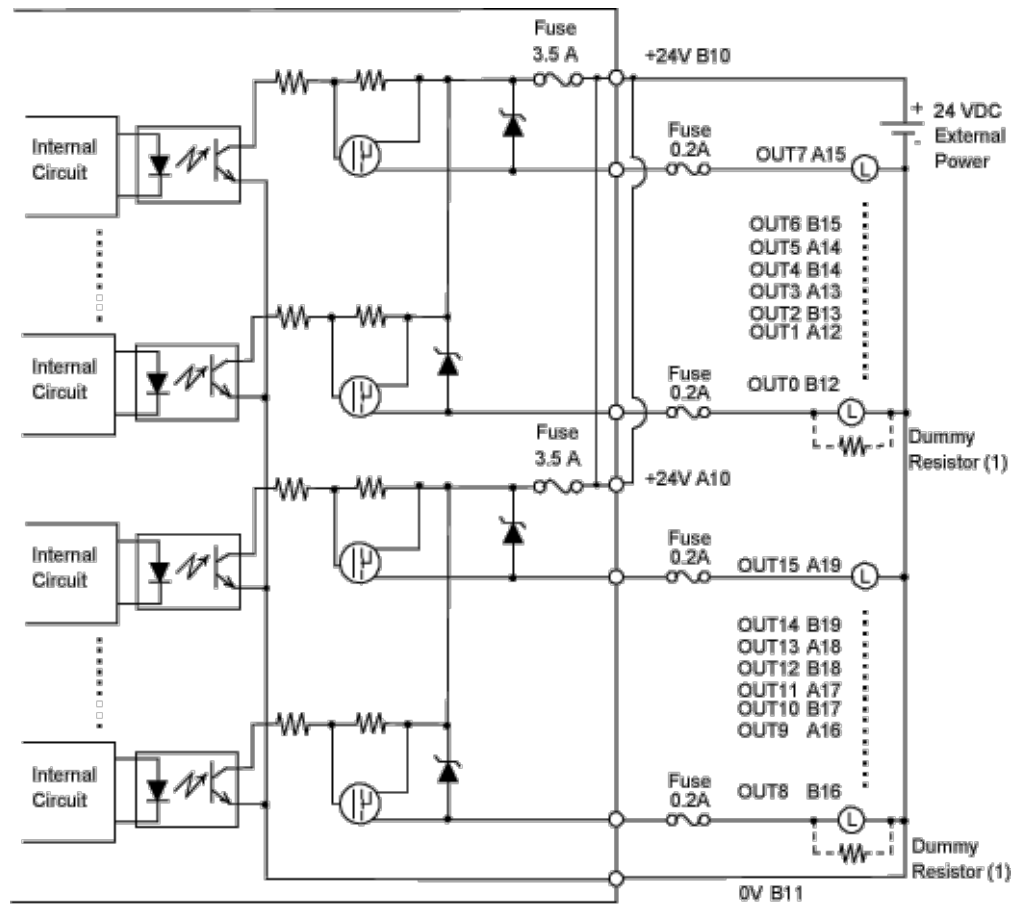 Fuse
3.5 A
+24V B10
+ 24 VDC
External
Power
-
Internal
Circuit
Fuse
0.2A
OUT7 A15
L
OUT6 B15
OUT5 A14
OUT4 B14
OUT3 A13
OUT2 B13
OUT1 A12
Internal
Circuit
Fuse
0.2A
OUT0 B12
L
Dummy
Resistor (1)
Fuse
3.5 A
+24V A10
Internal
Circuit
Fuse
0.2A
OUT15 A19
L
OUT14 B19
OUT13 A18
OUT12 B18
OUT11 A17
OUT10 B17
OUT9 A16
Internal
Circuit
Fuse
0.2A
OUT8 B16
L
Dummy
Resistor (1)
0V B11